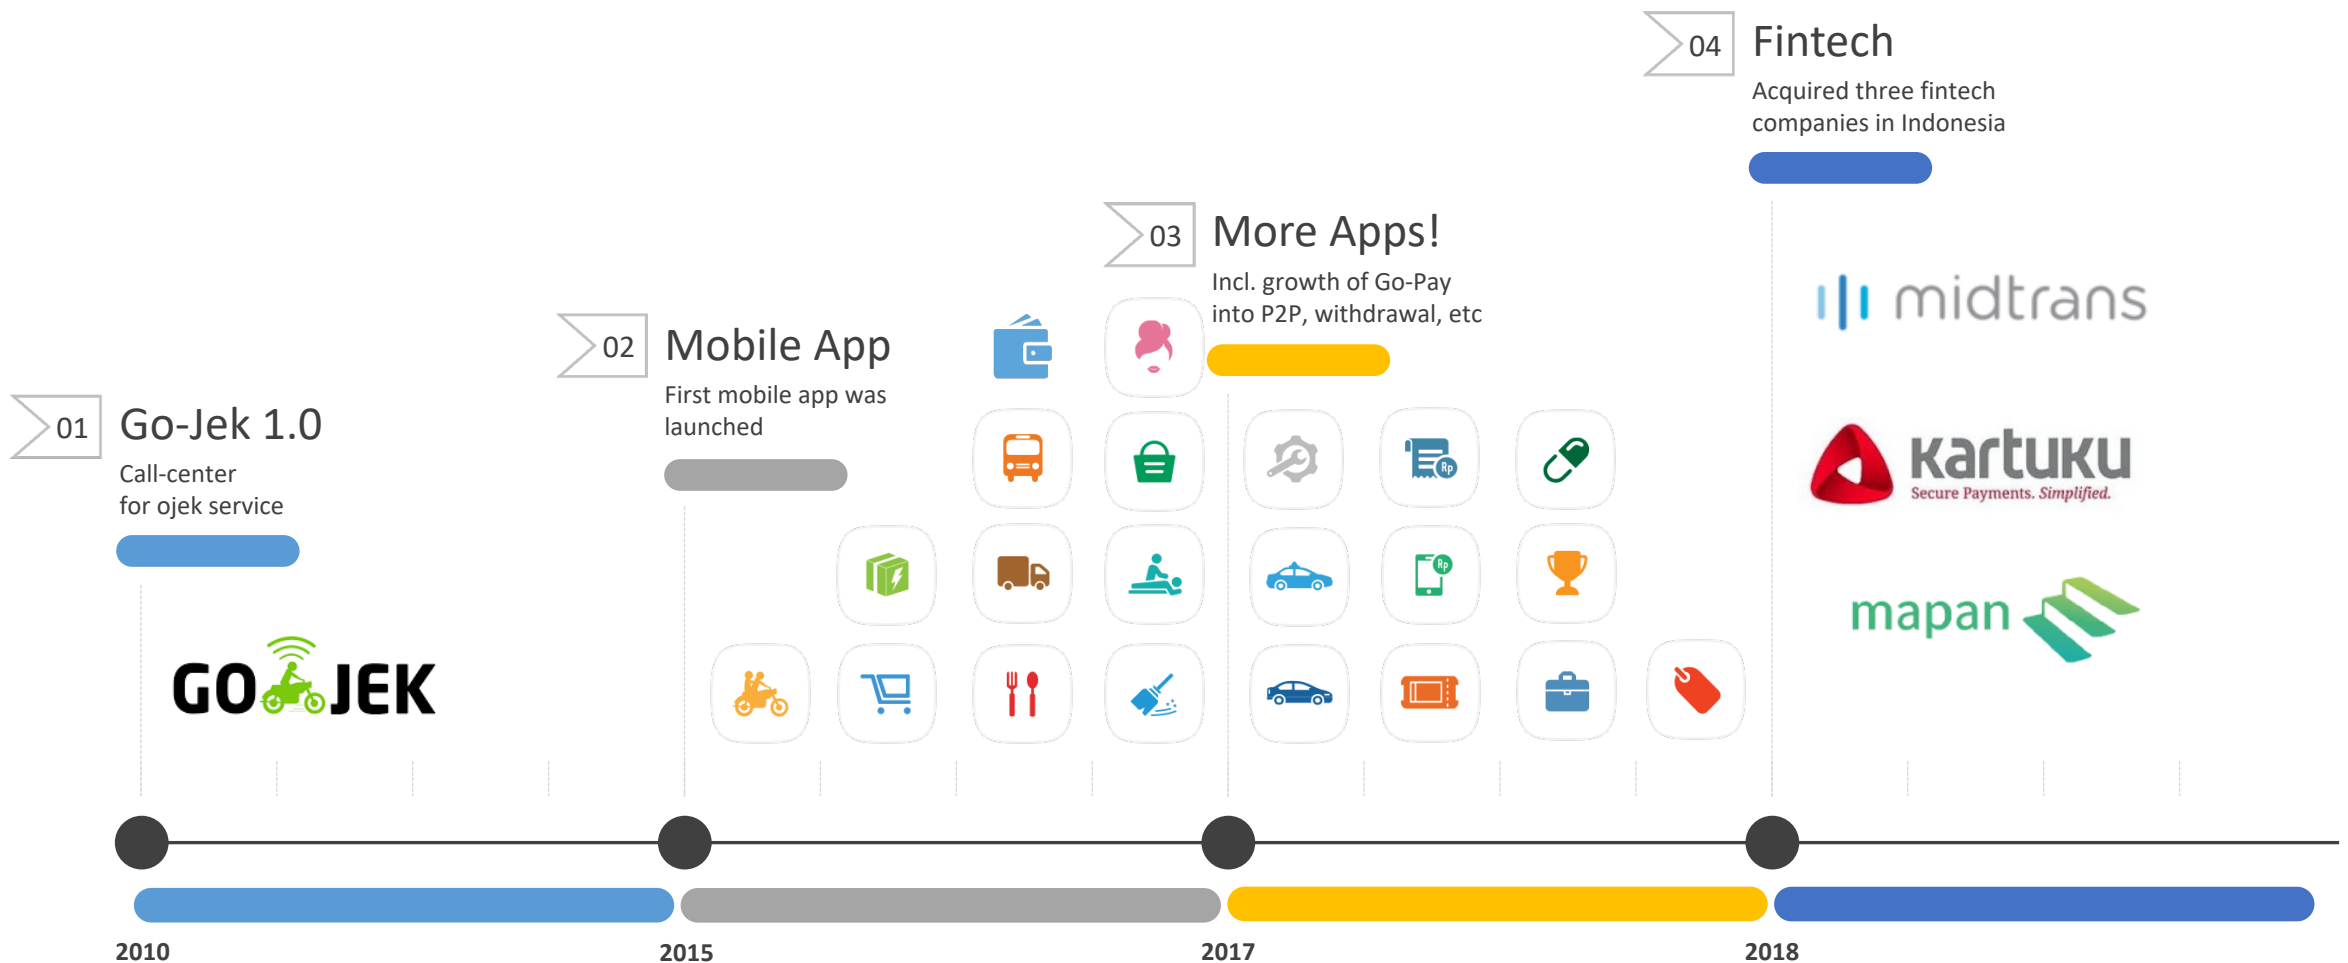 01
Go-Jek 1.0
Call-center
for ojek service
GO JEK
02
Mobile App
First mobile app was
launched
03
More Apps!
Incl. growth of Go-Pay
into P2P, withdrawal, etc
Rp
Rp
04
Fintech
Acquired three fintech
companies in Indonesia
midtrans
KartuKu
Secure Payments. Simplified.
mapan
2010
2015
2017
2018